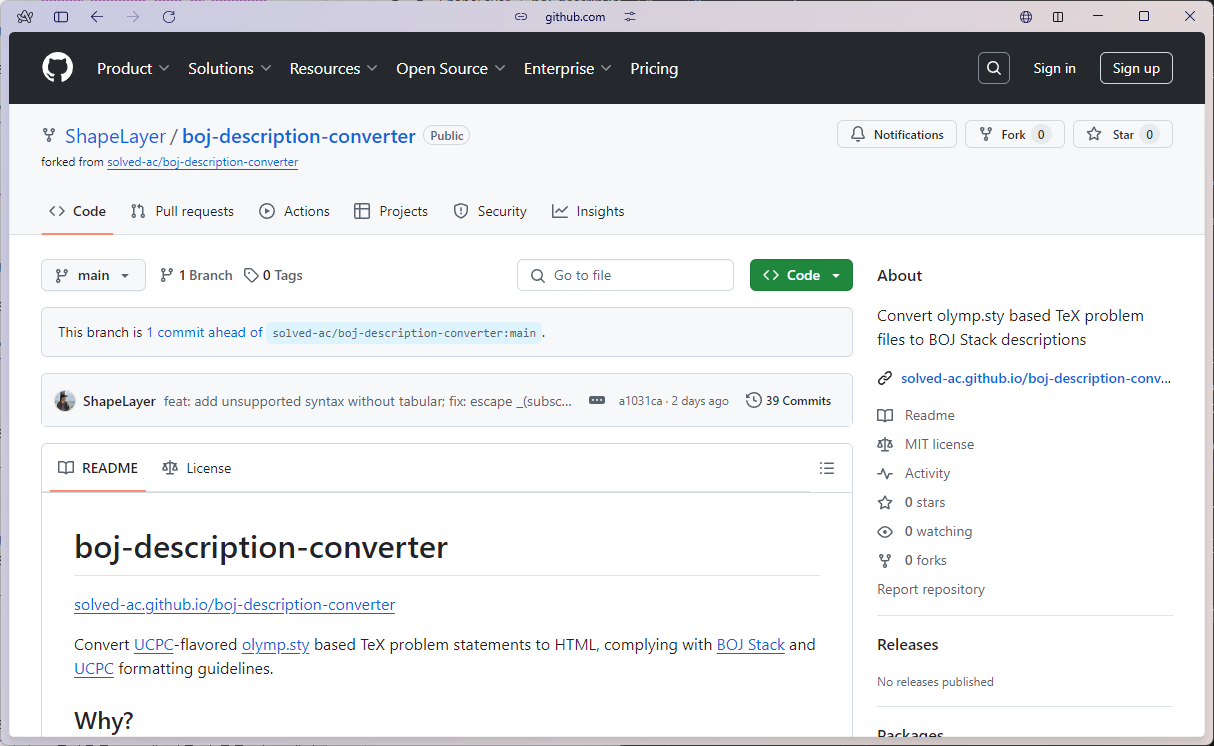 github.com
Product Solutions Resources Open Source Enterprise Pricing Sign in Sign up
ShapeLayer / boj-description-converter Public Notifications Fork 0 Star 0
forked from solved-ac/boj-description-converter
Code Pull requests Actions Projects Security Insights
main 1 Branch 0 Tags Go to file Code
This branch is 1 commit ahead of solved-ac/boj-description-converter:main .
ShapeLayer feat: add unsupported syntax without tabular; fix: escape _(subsc... a1031ca · 2 days ago 39 Commits
README License
boj-description-converter
solved-ac.github.io/boj-description-converter
Convert UCPC-flavored olymp.sty based TeX problem statements to HTML, complying with BOJ Stack and
UCPC formatting guidelines.
Why?
About
Convert olymp.sty based TeX problem
files to BOJ Stack descriptions
solved-ac.github.io/boj-description-conv...
Readme
MIT license
Activity
0 stars
0 watching
0 forks
Report repository
Releases
No releases published
Packages